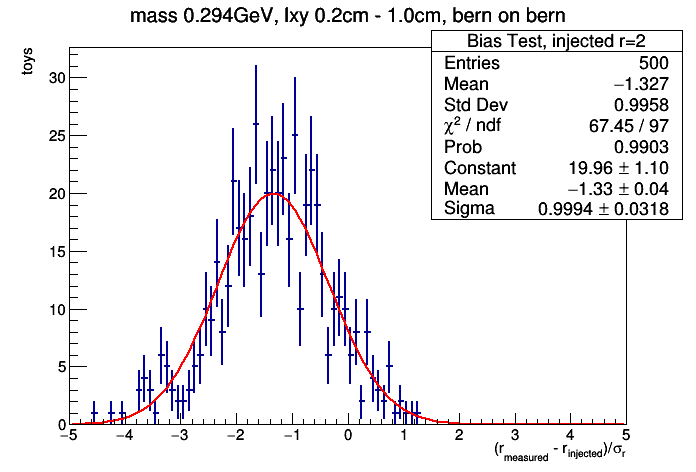 mass 0.294GeV, lxy 0.2cm - 1.0cm, bern on bern
toys
Bias Test, injected r=2
Entries 500
Mean −1.327
Std Dev 0.9958
χ² / ndf 67.45 / 97
Prob 0.9903
Constant 19.96 ± 1.10
Mean −1.33 ± 0.04
Sigma 0.9994 ± 0.0318
30
25
20
15
10
5
0
−5 −4 −3 −2 −1 0 1 2 3 4 5
(r_measured - r_injected)/σ_r